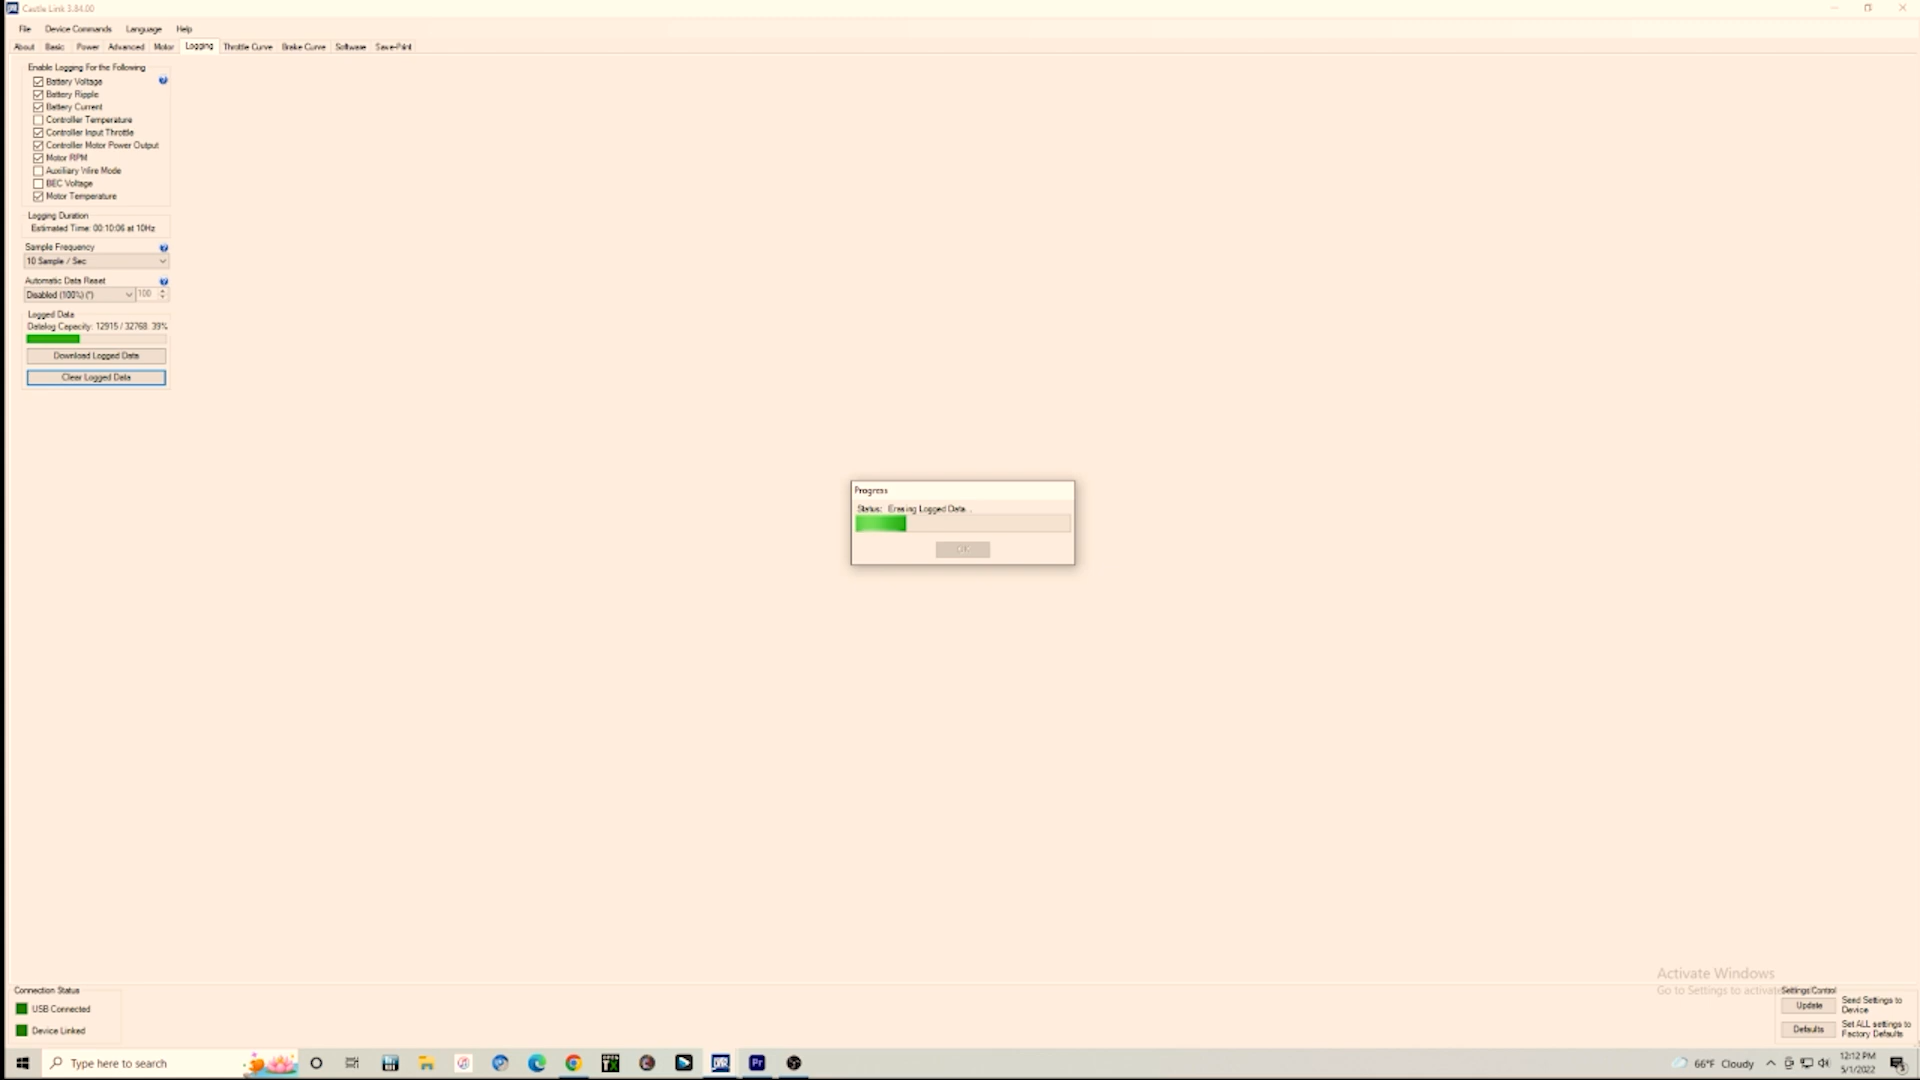 Castle Link 3.84.00
File Device Commands Language Help
About Basic Power Advanced Motor Logging Throttle Curve Brake Curve Software Save-Print
Enable Logging For the Following
Battery Voltage
Battery Ripple
Battery Current
Controller Temperature
Controller Input Throttle
Controller Motor Power Output
Motor RPM
Auxiliary Wire Mode
BEC Voltage
Motor Temperature
Logging Duration
Estimated Time: 00:10:06 at 10Hz
Sample Frequency
10 Sample / Sec
Automatic Data Reset
Disabled (100%) (*) 100
Logged Data
Datalog Capacity: 12915 / 32768. 39%
Download Logged Data
Clear Logged Data
Progress
Status: Erasing Logged Data...
Activate Windows
Go to Settings to activate
Connection Status
USB Connected
Device Linked
Settings Control
Update Send Settings to Device
Defaults Set ALL settings to Factory Defaults
Type here to search
Pr
66°F Cloudy
12:12 PM
5/1/2022